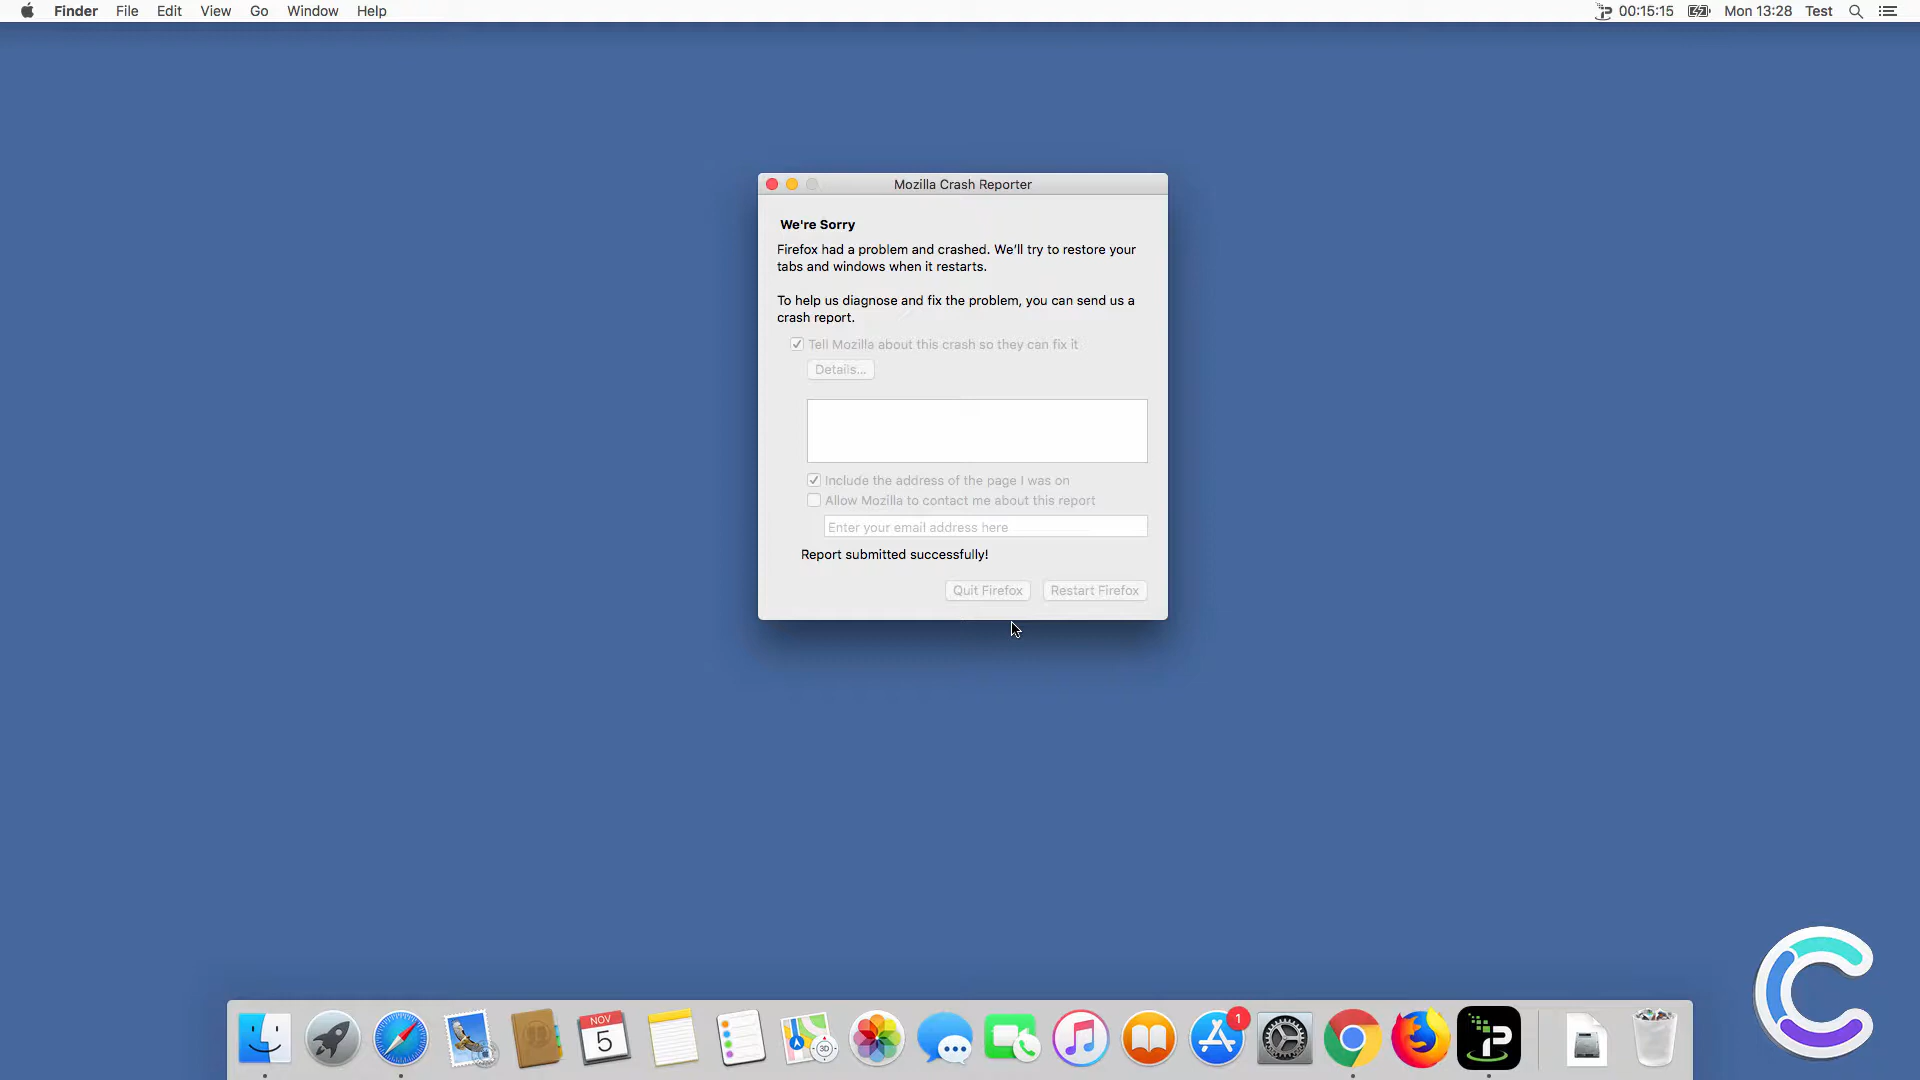 Finder File Edit View Go Window Help 00:15:15 Mon 13:28 Test
Mozilla Crash Reporter
We're Sorry
Firefox had a problem and crashed. We'll try to restore your
tabs and windows when it restarts.
To help us diagnose and fix the problem, you can send us a
crash report.
Tell Mozilla about this crash so they can fix it
Details...
Include the address of the page I was on
Allow Mozilla to contact me about this report
Enter your email address here
Report submitted successfully!
Quit Firefox Restart Firefox
NOV
5
3D
1